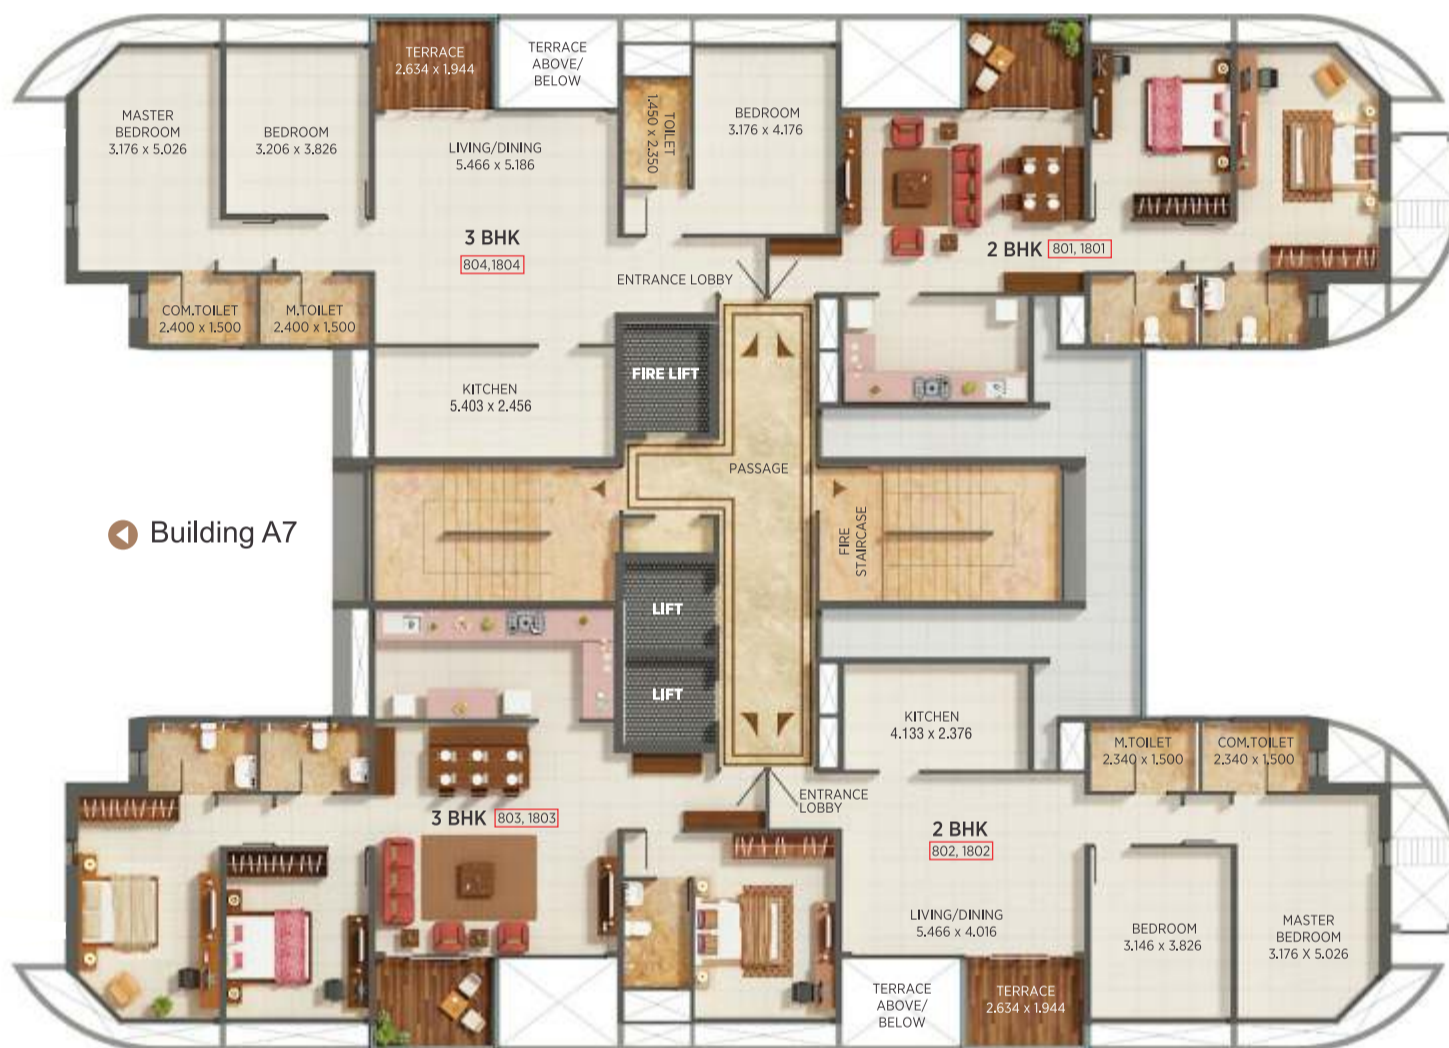 TERRACE
2.634 x 1.944
TERRACE
ABOVE/
BELOW
MASTER
BEDROOM
3.176 x 5.026
BEDROOM
3.206 x 3.826
LIVING/DINING
5.466 x 5.186
TOILET
1.450 x 2.350
BEDROOM
3.176 x 4.176
3 BHK
804,1804
2 BHK 801, 1801
ENTRANCE LOBBY
COM.TOILET
2.400 x 1.500
M.TOILET
2.400 x 1.500
FIRE LIFT
KITCHEN
5.403 x 2.456
PASSAGE
Building A7
FIRE
STAIRCASE
LIFT
LIFT
KITCHEN
4.133 x 2.376
M.TOILET
2.340 x 1.500
COM.TOILET
2.340 x 1.500
ENTRANCE
LOBBY
3 BHK 803, 1803
2 BHK
802, 1802
LIVING/DINING
5.466 x 4.016
BEDROOM
3.146 x 3.826
MASTER
BEDROOM
3.176 X 5.026
TERRACE
ABOVE/
BELOW
TERRACE
2.634 x 1.944